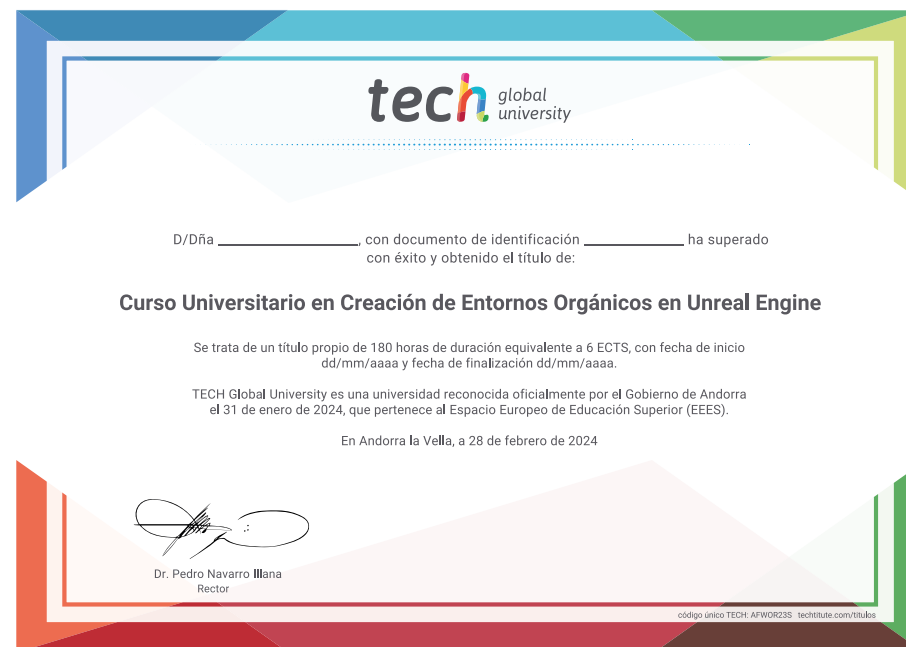 tech global university
D/Dña ____________________, con documento de identificación ______________ ha superado
con éxito y obtenido el título de:
Curso Universitario en Creación de Entornos Orgánicos en Unreal Engine
Se trata de un título propio de 180 horas de duración equivalente a 6 ECTS, con fecha de inicio
dd/mm/aaaa y fecha de finalización dd/mm/aaaa.
TECH Global University es una universidad reconocida oficialmente por el Gobierno de Andorra
el 31 de enero de 2024, que pertenece al Espacio Europeo de Educación Superior (EEES).
En Andorra la Vella, a 28 de febrero de 2024
Dr. Pedro Navarro Illana
Rector
código único TECH: AFWOR23S techtitute.com/titulos